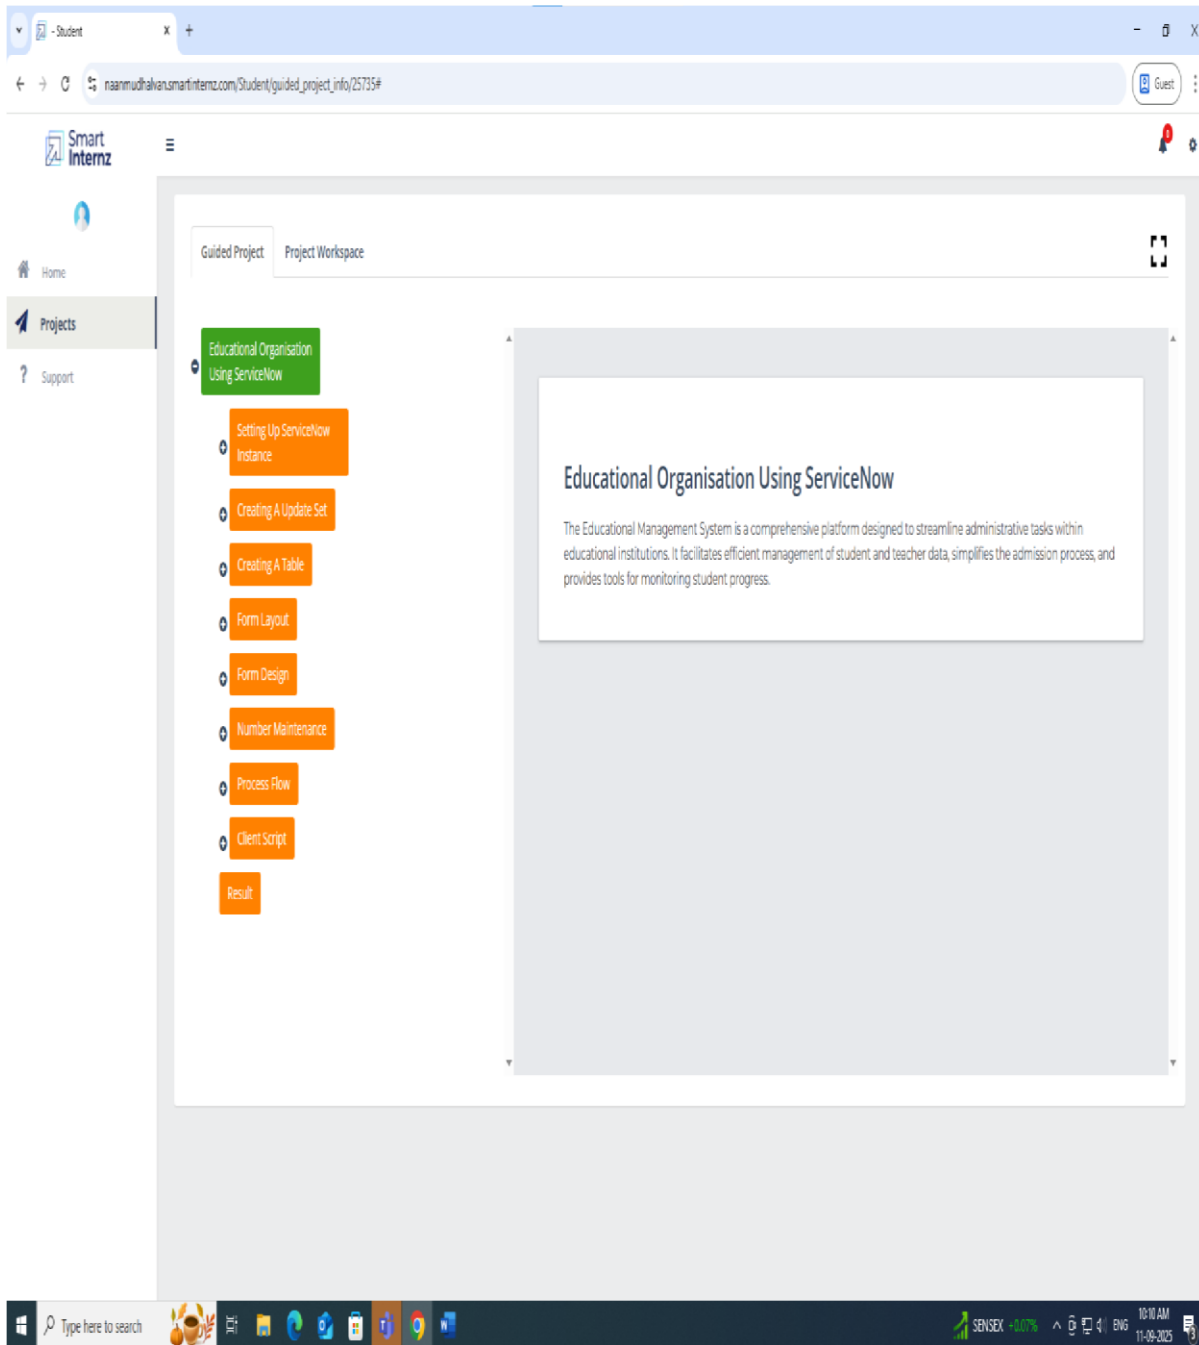 - Student
naanmudhalvan.smartinternz.com/Student/guided_project_info/25735#
Guest
Smart
Internz
Home
Projects
Support
Guided Project
Project Workspace
Educational Organisation
Using ServiceNow
Setting Up ServiceNow
Instance
Creating A Update Set
Creating A Table
Form Layout
Form Design
Number Maintenance
Process Flow
Client Script
Result
Educational Organisation Using ServiceNow
The Educational Management System is a comprehensive platform designed to streamline administrative tasks within
educational institutions. It facilitates efficient management of student and teacher data, simplifies the admission process, and
provides tools for monitoring student progress.
Type here to search
SENSEX +0.07%
ENG
10:10 AM
11-09-2025